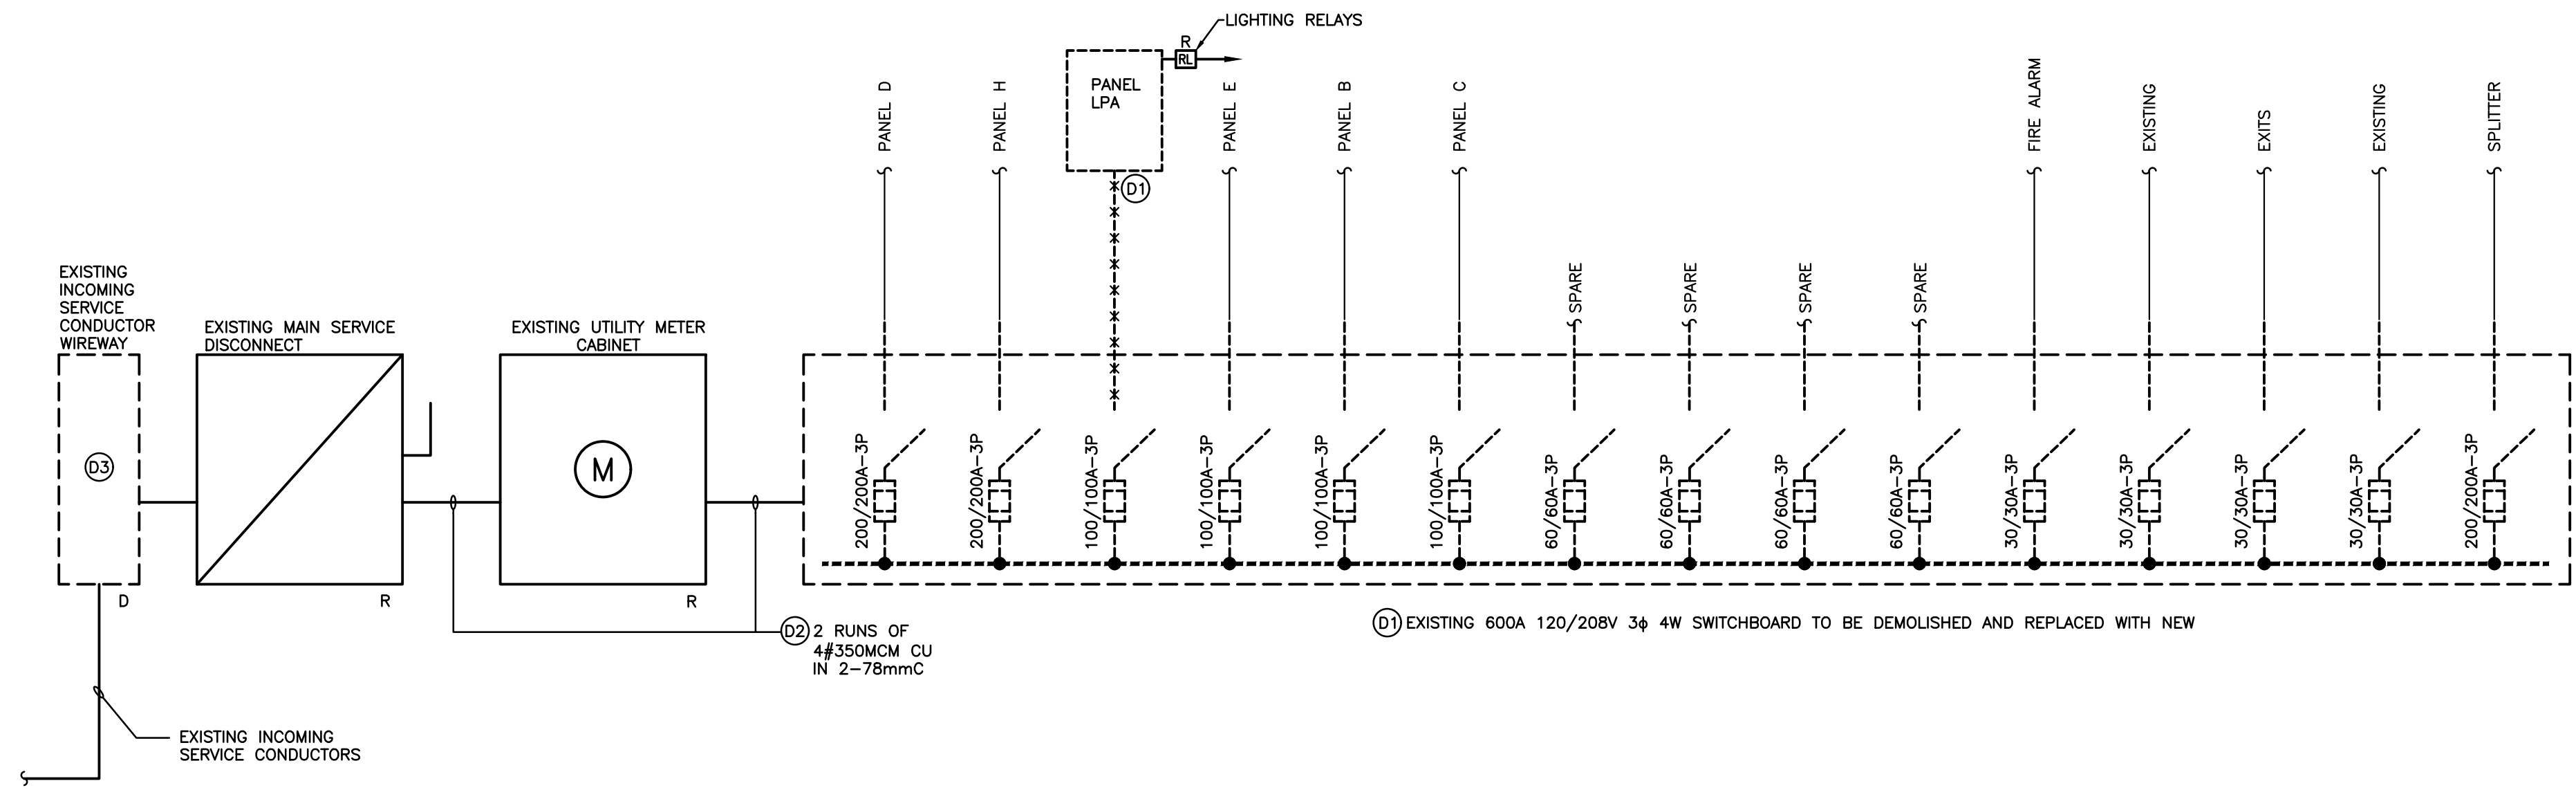 LIGHTING RELAYS
R
RL
PANEL
LPA
D1
PANEL D
PANEL H
PANEL E
PANEL B
PANEL C
SPARE
SPARE
SPARE
SPARE
FIRE ALARM
EXISTING
EXITS
EXISTING
SPLITTER
EXISTING
INCOMING
SERVICE
CONDUCTOR
WIREWAY
D3
D
EXISTING MAIN SERVICE
DISCONNECT
R
EXISTING UTILITY METER
CABINET
M
R
200/200A-3P
200/200A-3P
100/100A-3P
100/100A-3P
100/100A-3P
100/100A-3P
60/60A-3P
60/60A-3P
60/60A-3P
60/60A-3P
30/30A-3P
30/30A-3P
30/30A-3P
30/30A-3P
200/200A-3P
D2 2 RUNS OF
4#350MCM CU
IN 2-78mmC
D1 EXISTING 600A 120/208V 3ϕ 4W SWITCHBOARD TO BE DEMOLISHED AND REPLACED WITH NEW
EXISTING INCOMING
SERVICE CONDUCTORS